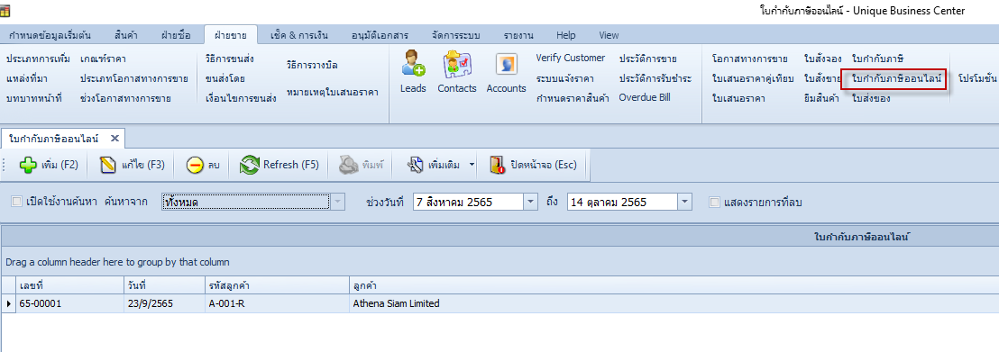 ใบกำกับภาษีออนไลน์ - Unique Business Center
กำหนดข้อมูลเริ่มต้น สินค้า ฝ่ายซื้อ ฝ่ายขาย เช็ค & การเงิน อนุมัติเอกสาร จัดการระบบ รายงาน Help View
ประเภทการเพิ่ม เกณฑ์ราคา วิธีการขนส่ง วิธีการวางบิล Verify Customer ประวัติการขาย โอกาสทางการขาย ใบสั่งจอง ใบกำกับภาษี
แหล่งที่มา ประเภทโอกาสทางการขาย ขนส่งโดย ระบบแจ้งราคา ประวัติการรับชำระ ใบเสนอราคาคู่เทียบ ใบสั่งขาย ใบกำกับภาษีออนไลน์ โปรโมชั่น
บทบาทหน้าที่ ช่วงโอกาสทางการขาย เงื่อนไขการขนส่ง หมายเหตุใบเสนอราคา Leads Contacts Accounts กำหนดราคาสินค้า Overdue Bill ใบเสนอราคา ยืมสินค้า ใบส่งของ
ใบกำกับภาษีออนไลน์
เพิ่ม (F2) แก้ไข (F3) ลบ Refresh (F5) พิมพ์ เพิ่มเติม ปิดหน้าจอ (Esc)
เปิดใช้งานค้นหา ค้นหาจาก ทั้งหมด ช่วงวันที่ 7 สิงหาคม 2565 ถึง 14 ตุลาคม 2565 แสดงรายการที่ลบ
ใบกำกับภาษีออนไลน์
Drag a column header here to group by that column
เลขที่ วันที่ รหัสลูกค้า ลูกค้า
65-00001 23/9/2565 A-001-R Athena Siam Limited